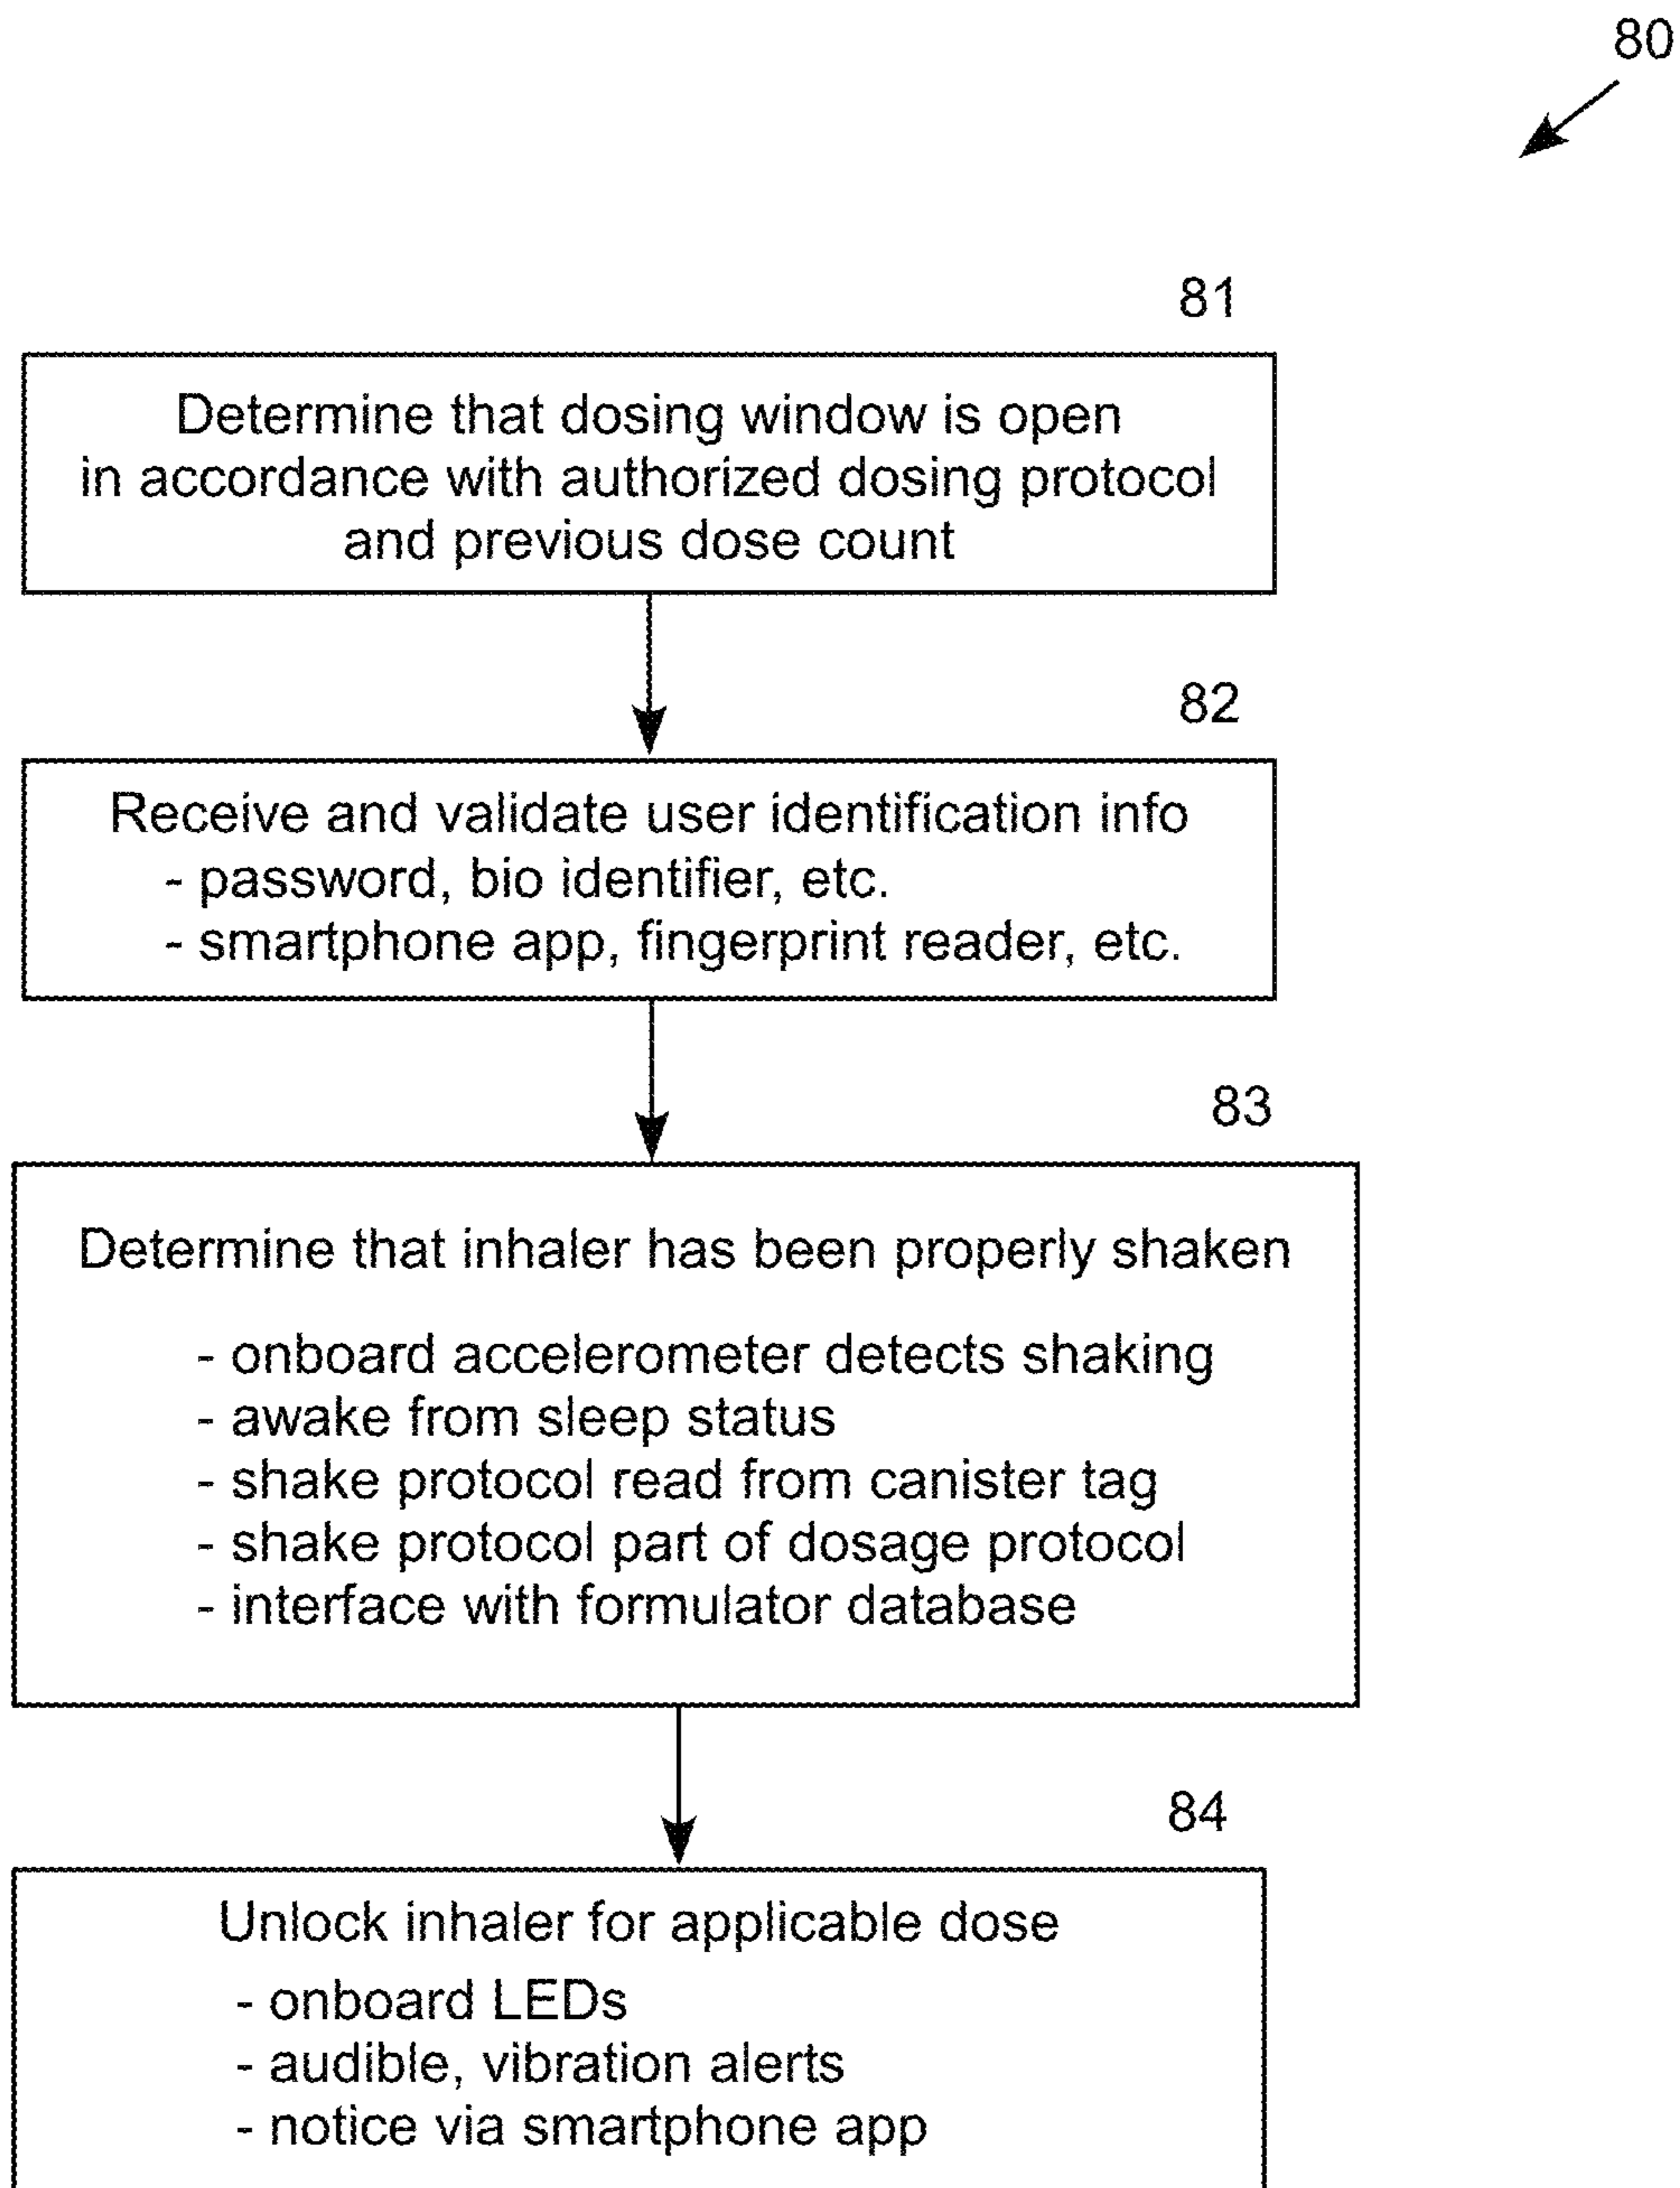 80
81
Determine that dosing window is open
in accordance with authorized dosing protocol
and previous dose count
82
Receive and validate user identification info
- password, bio identifier, etc.
- smartphone app, fingerprint reader, etc.
83
Determine that inhaler has been properly shaken
- onboard accelerometer detects shaking
- awake from sleep status
- shake protocol read from canister tag
- shake protocol part of dosage protocol
- interface with formulator database
84
Unlock inhaler for applicable dose
- onboard LEDs
- audible, vibration alerts
- notice via smartphone app